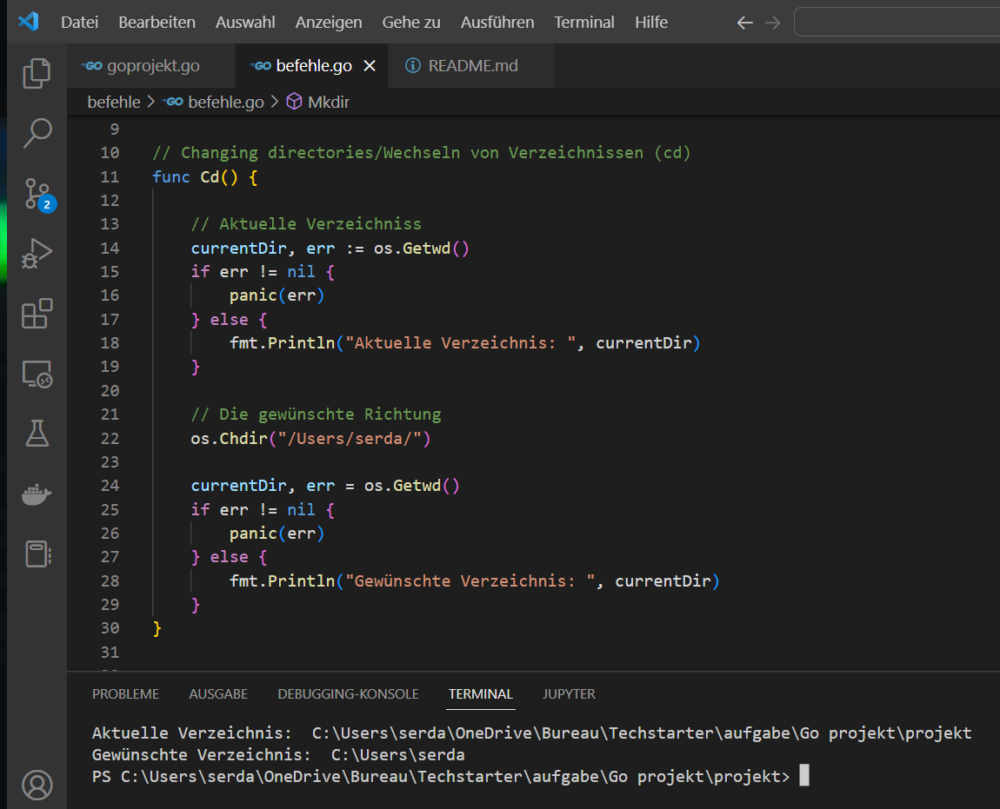 Datei Bearbeiten Auswahl Anzeigen Gehe zu Ausführen Terminal Hilfe
GO goprojekt.go GO befehle.go README.md
befehle > GO befehle.go > Mkdir
2
9
10 // Changing directories/Wechseln von Verzeichnissen (cd)
11 func Cd() {
12
13 // Aktuelle Verzeichniss
14 currentDir, err := os.Getwd()
15 if err != nil {
16 panic(err)
17 } else {
18 fmt.Println("Aktuelle Verzeichnis: ", currentDir)
19 }
20
21 // Die gewünschte Richtung
22 os.Chdir("/Users/serda/")
23
24 currentDir, err = os.Getwd()
25 if err != nil {
26 panic(err)
27 } else {
28 fmt.Println("Gewünschte Verzeichnis: ", currentDir)
29 }
30 }
31
PROBLEME AUSGABE DEBUGGING-KONSOLE TERMINAL JUPYTER
Aktuelle Verzeichnis:  C:\Users\serda\OneDrive\Bureau\Techstarter\aufgabe\Go projekt\projekt
Gewünschte Verzeichnis:  C:\Users\serda
PS C:\Users\serda\OneDrive\Bureau\Techstarter\aufgabe\Go projekt\projekt>